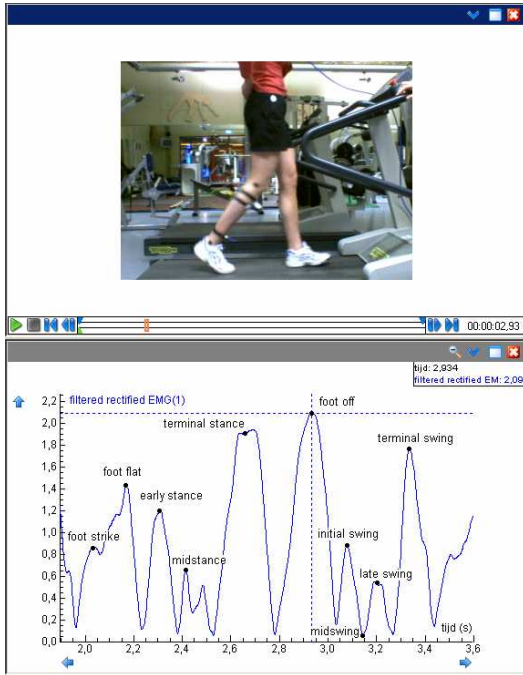 00:00:02,93
tijd: 2,934
filtered rectified EM: 2,09
filtered rectified EMG(1)
foot off
terminal stance
terminal swing
foot flat
early stance
foot strike
initial swing
midstance
late swing
midswing
tijd (s)
2,2
2,0
1,8
1,6
1,4
1,2
1,0
0,8
0,6
0,4
0,2
0,0
2,0 2,2 2,4 2,6 2,8 3,0 3,2 3,4 3,6